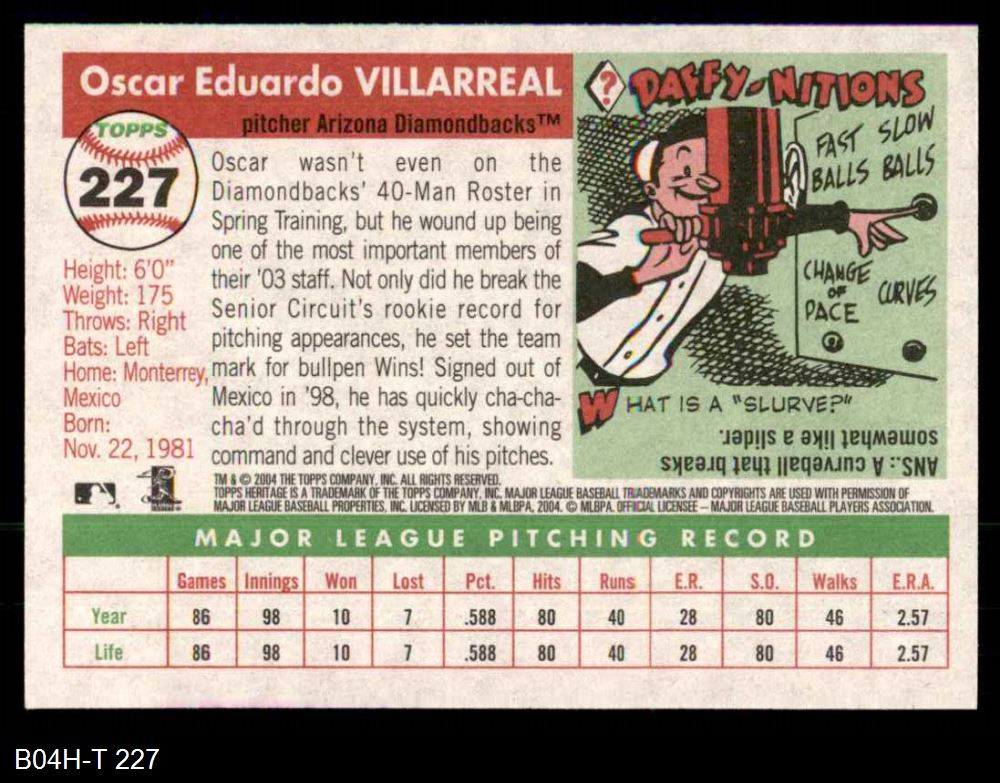 Oscar Eduardo VILLARREAL
pitcher Arizona Diamondbacks™
TOPPS
227
Oscar wasn't even on the
Diamondbacks' 40-Man Roster in
Spring Training, but he wound up being
one of the most important members of
their '03 staff. Not only did he break the
Senior Circuit's rookie record for
pitching appearances, he set the team
mark for bullpen Wins! Signed out of
Mexico in '98, he has quickly cha-cha-
cha'd through the system, showing
command and clever use of his pitches.
Height: 6'0"
Weight: 175
Throws: Right
Bats: Left
Home: Monterrey,
Mexico
Born:
Nov. 22, 1981
? DAFFY-NITIONS
FAST BALLS
SLOW BALLS
CHANGE OF PACE
CURVES
WHAT IS A "SLURVE?"
ANS.: A curveball that breaks
somewhat like a slider.
TM & © 2004 THE TOPPS COMPANY, INC. ALL RIGHTS RESERVED.
TOPPS HERITAGE IS A TRADEMARK OF THE TOPPS COMPANY, INC. MAJOR LEAGUE BASEBALL TRADEMARKS AND COPYRIGHTS ARE USED WITH PERMISSION OF
MAJOR LEAGUE BASEBALL PROPERTIES, INC. LICENSED BY MLB & MLBPA, 2004. © MLBPA. OFFICIAL LICENSEE – MAJOR LEAGUE BASEBALL PLAYERS ASSOCIATION.
MAJOR LEAGUE PITCHING RECORD
Games Innings Won Lost Pct. Hits Runs E.R. S.O. Walks E.R.A.
Year 86 98 10 7 .588 80 40 28 80 46 2.57
Life 86 98 10 7 .588 80 40 28 80 46 2.57
B04H-T 227